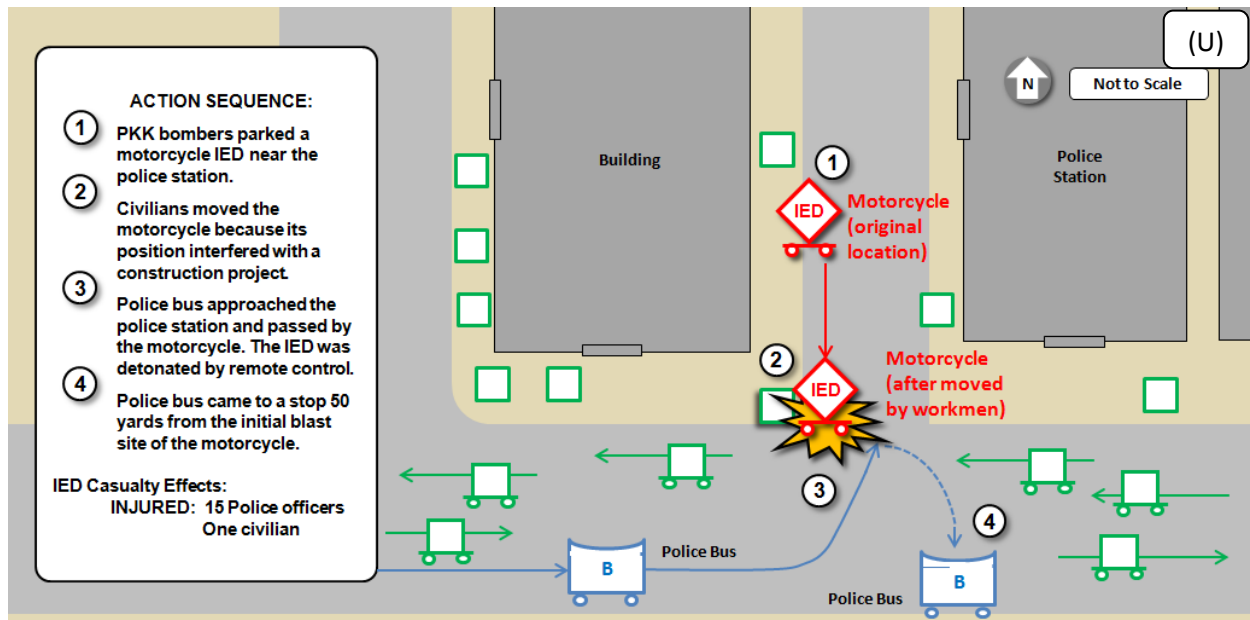 (U)
N
Not to Scale
ACTION SEQUENCE:
1
PKK bombers parked a
motorcycle IED near the
police station.
2
Civilians moved the
motorcycle because its
position interfered with a
construction project.
3
Police bus approached the
police station and passed by
the motorcycle. The IED was
detonated by remote control.
4
Police bus came to a stop 50
yards from the initial blast
site of the motorcycle.
IED Casualty Effects:
INJURED: 15 Police officers
One civilian
Building
Police
Station
1
IED
Motorcycle
(original
location)
2
IED
Motorcycle
(after moved
by workmen)
3
4
Police Bus
B
Police Bus
B